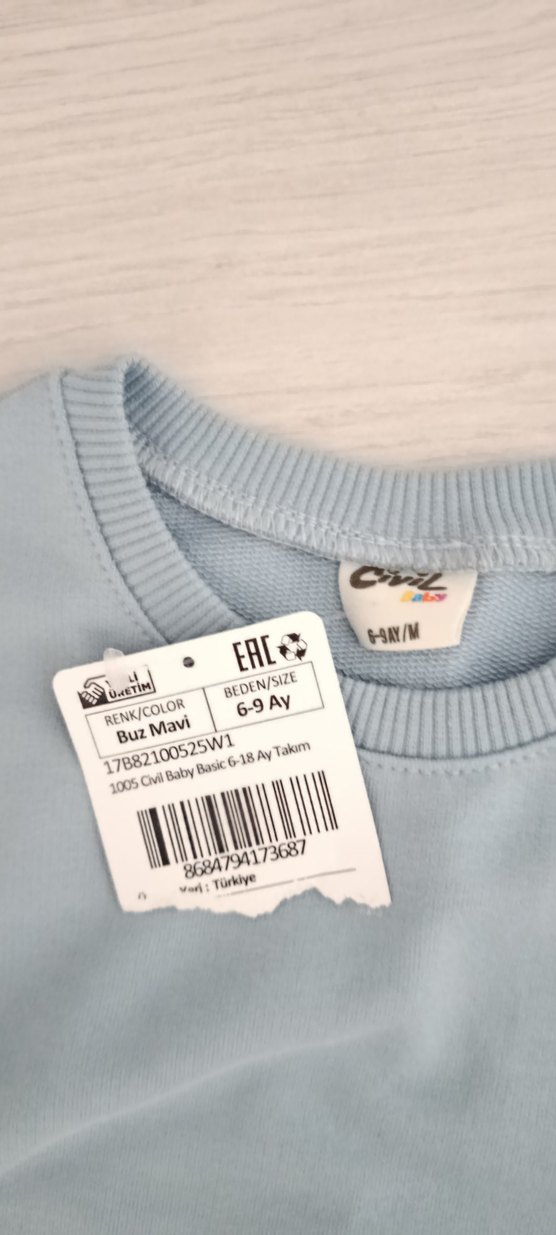 Civil
Baby
6-9AY/M
EAC
ÜRETİM
RENK/COLOR
BEDEN/SIZE
Buz Mavi
6-9 Ay
17B82100525W1
1005 Civil Baby Basic 6-18 Ay Takım
8684794173687
Yeri : Türkiye